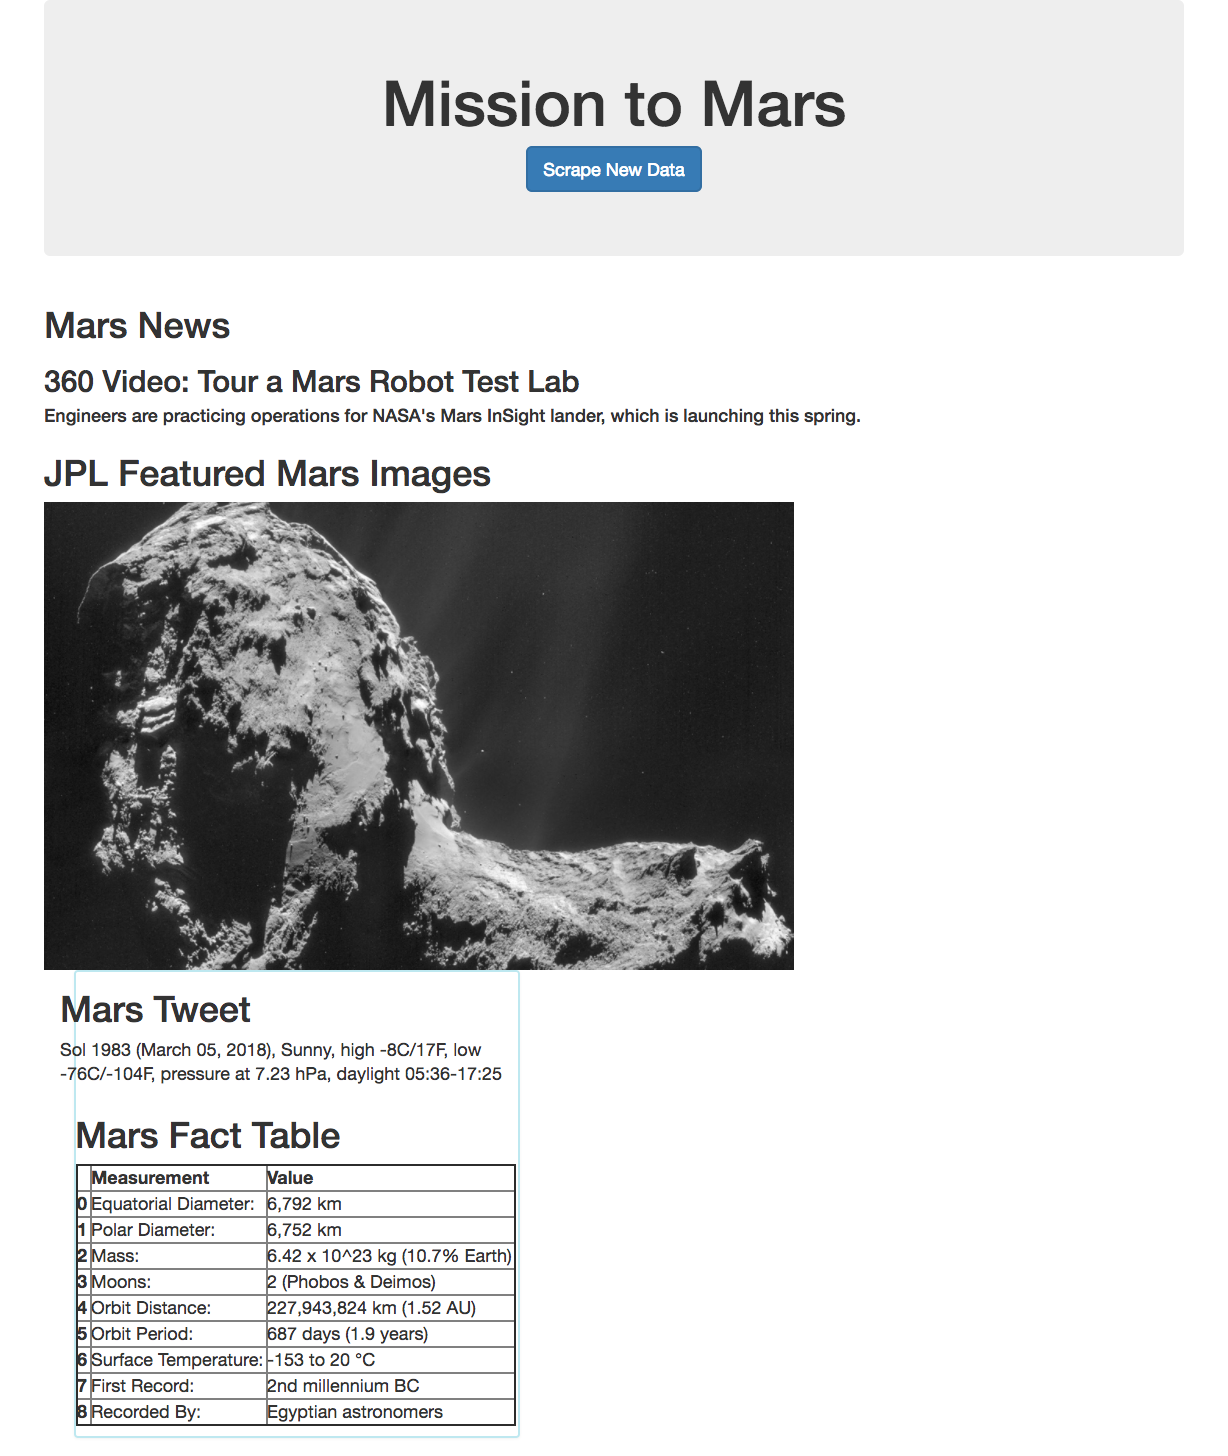 Mission to Mars
Scrape New Data
Mars News
360 Video: Tour a Mars Robot Test Lab
Engineers are practicing operations for NASA's Mars InSight lander, which is launching this spring.
JPL Featured Mars Images
Mars Tweet
Sol 1983 (March 05, 2018), Sunny, high -8C/17F, low
-76C/-104F, pressure at 7.23 hPa, daylight 05:36-17:25
Mars Fact Table
Measurement Value
0 Equatorial Diameter: 6,792 km
1 Polar Diameter: 6,752 km
2 Mass: 6.42 x 10^23 kg (10.7% Earth)
3 Moons: 2 (Phobos & Deimos)
4 Orbit Distance: 227,943,824 km (1.52 AU)
5 Orbit Period: 687 days (1.9 years)
6 Surface Temperature: -153 to 20 °C
7 First Record: 2nd millennium BC
8 Recorded By: Egyptian astronomers